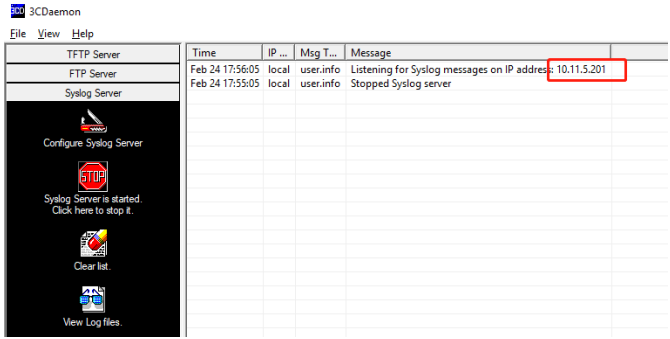 3CD 3CDaemon
File View Help
TFTP Server
FTP Server
Syslog Server
Configure Syslog Server
STOP
Syslog Server is started.
Click here to stop it.
Clear list.
View Log files.
Time IP ... Msg T... Message
Feb 24 17:56:05 local user.info Listening for Syslog messages on IP address: 10.11.5.201
Feb 24 17:55:05 local user.info Stopped Syslog server